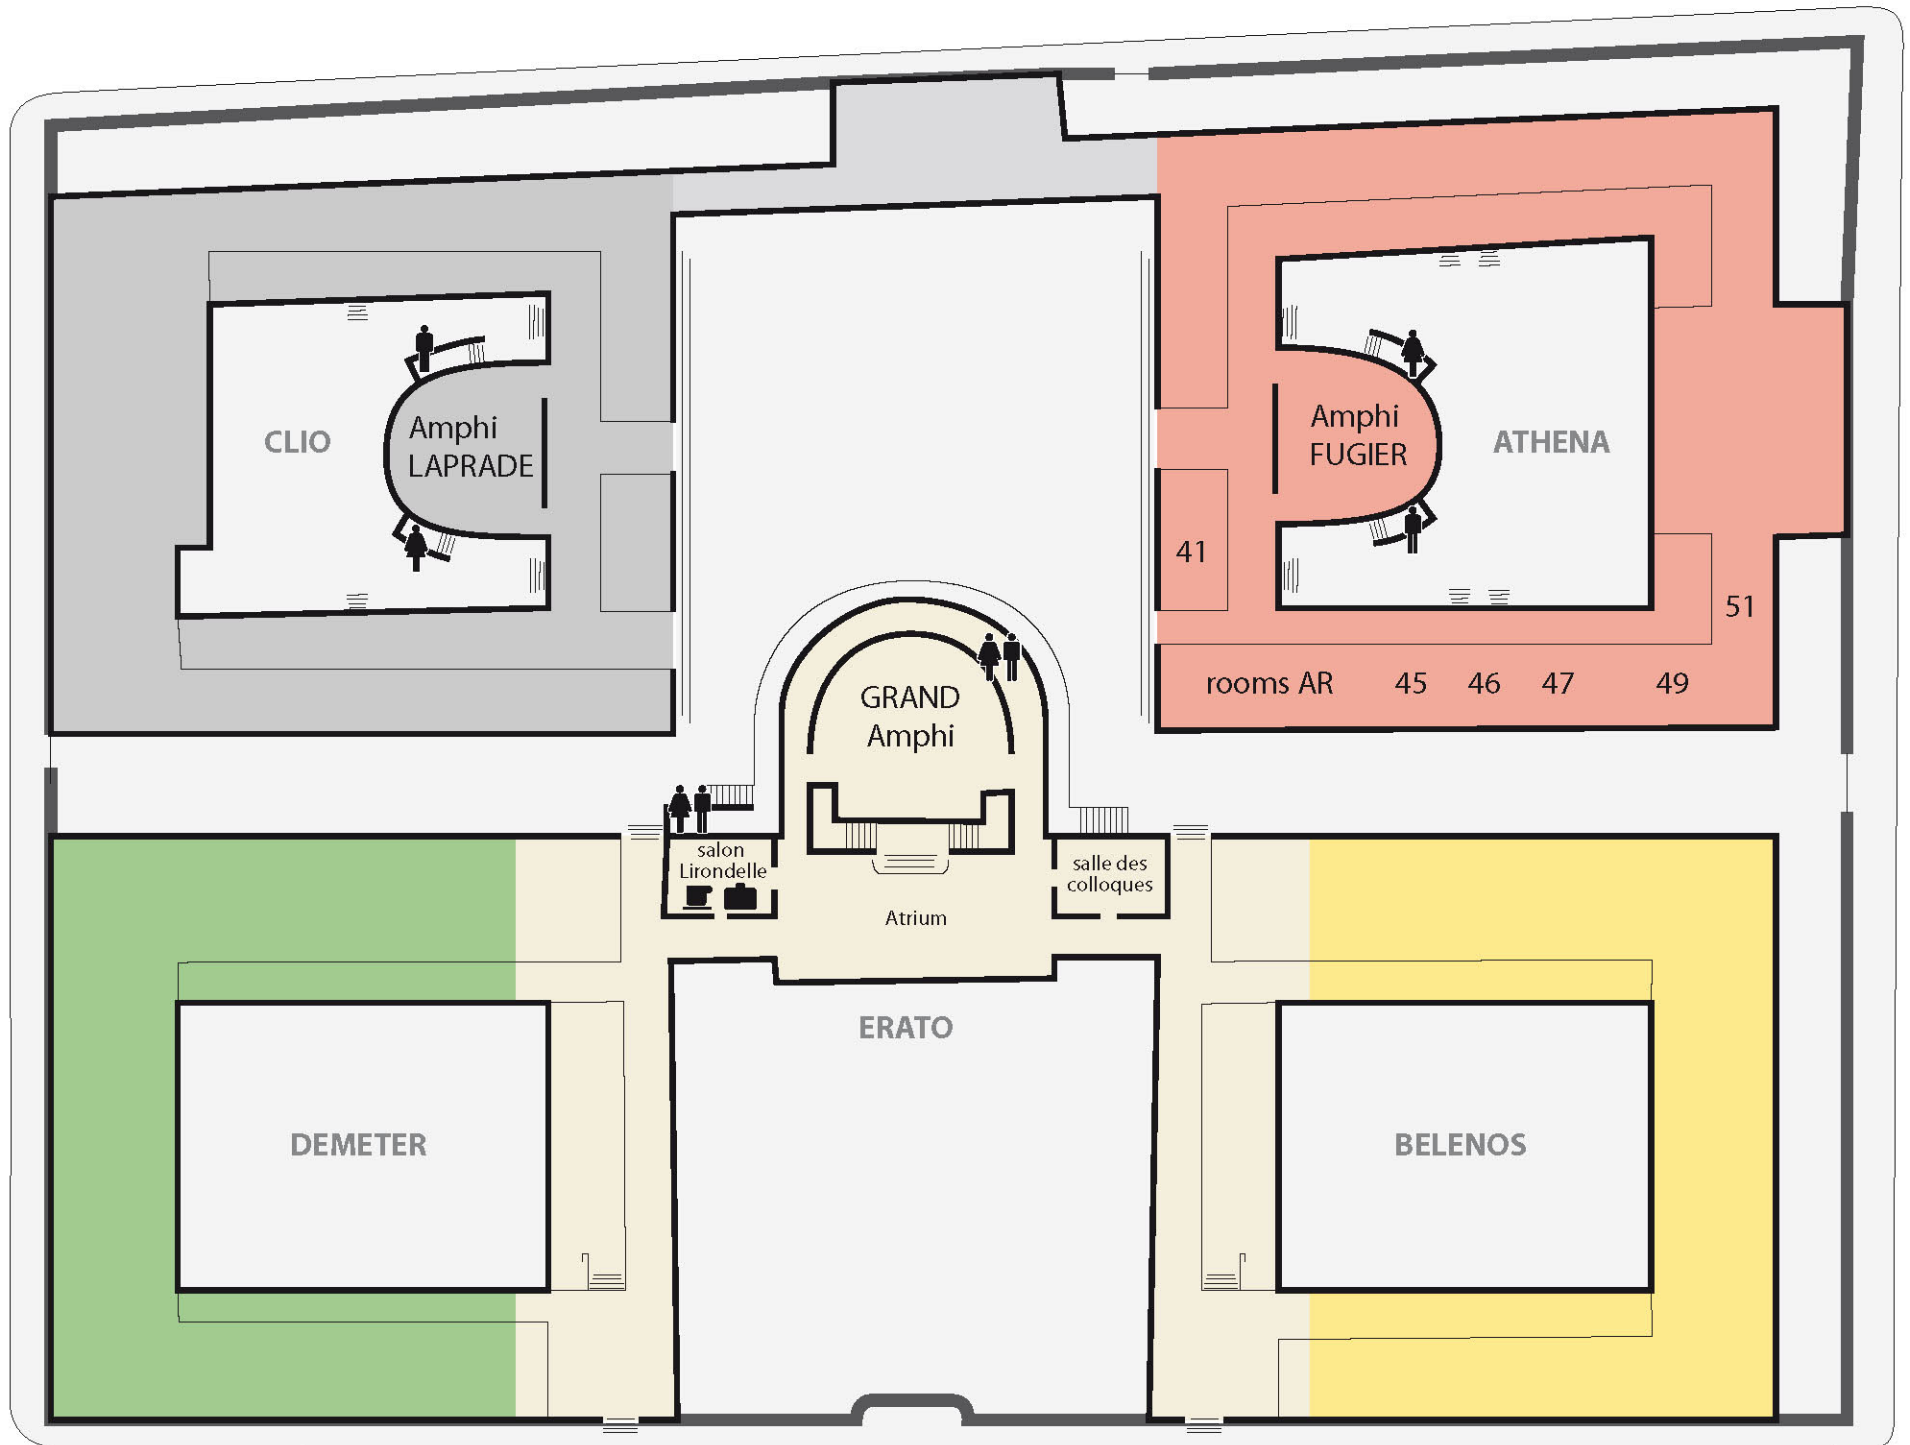 CLIO
Amphi
LAPRADE
Amphi
FUGIER
ATHENA
41
51
rooms AR 45 46 47 49
GRAND
Amphi
salon
Lirondelle
salle des
colloques
Atrium
ERATO
DEMETER
BELENOS